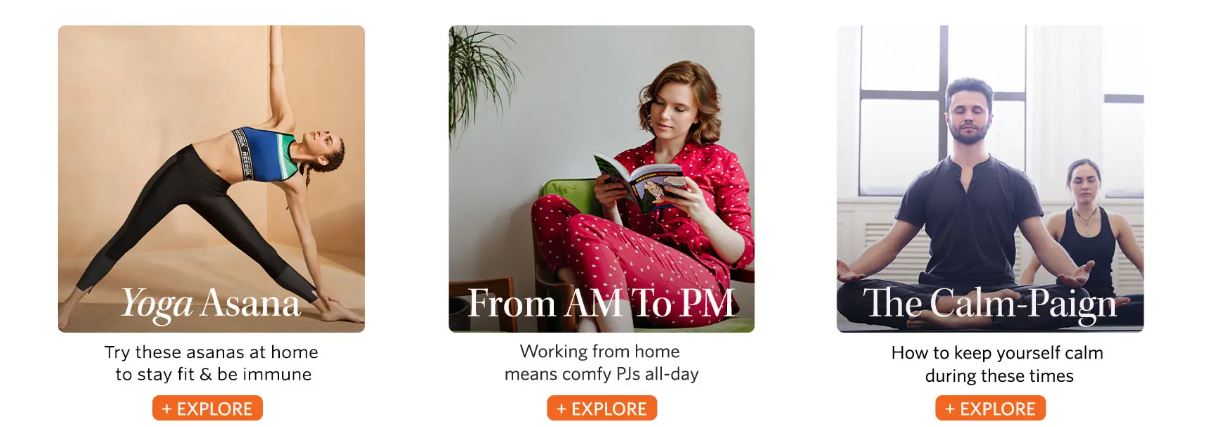 Yoga Asana
Try these asanas at home
to stay fit & be immune
+ EXPLORE
From AM To PM
Working from home
means comfy PJs all-day
+ EXPLORE
The Calm-Paign
How to keep yourself calm
during these times
+ EXPLORE